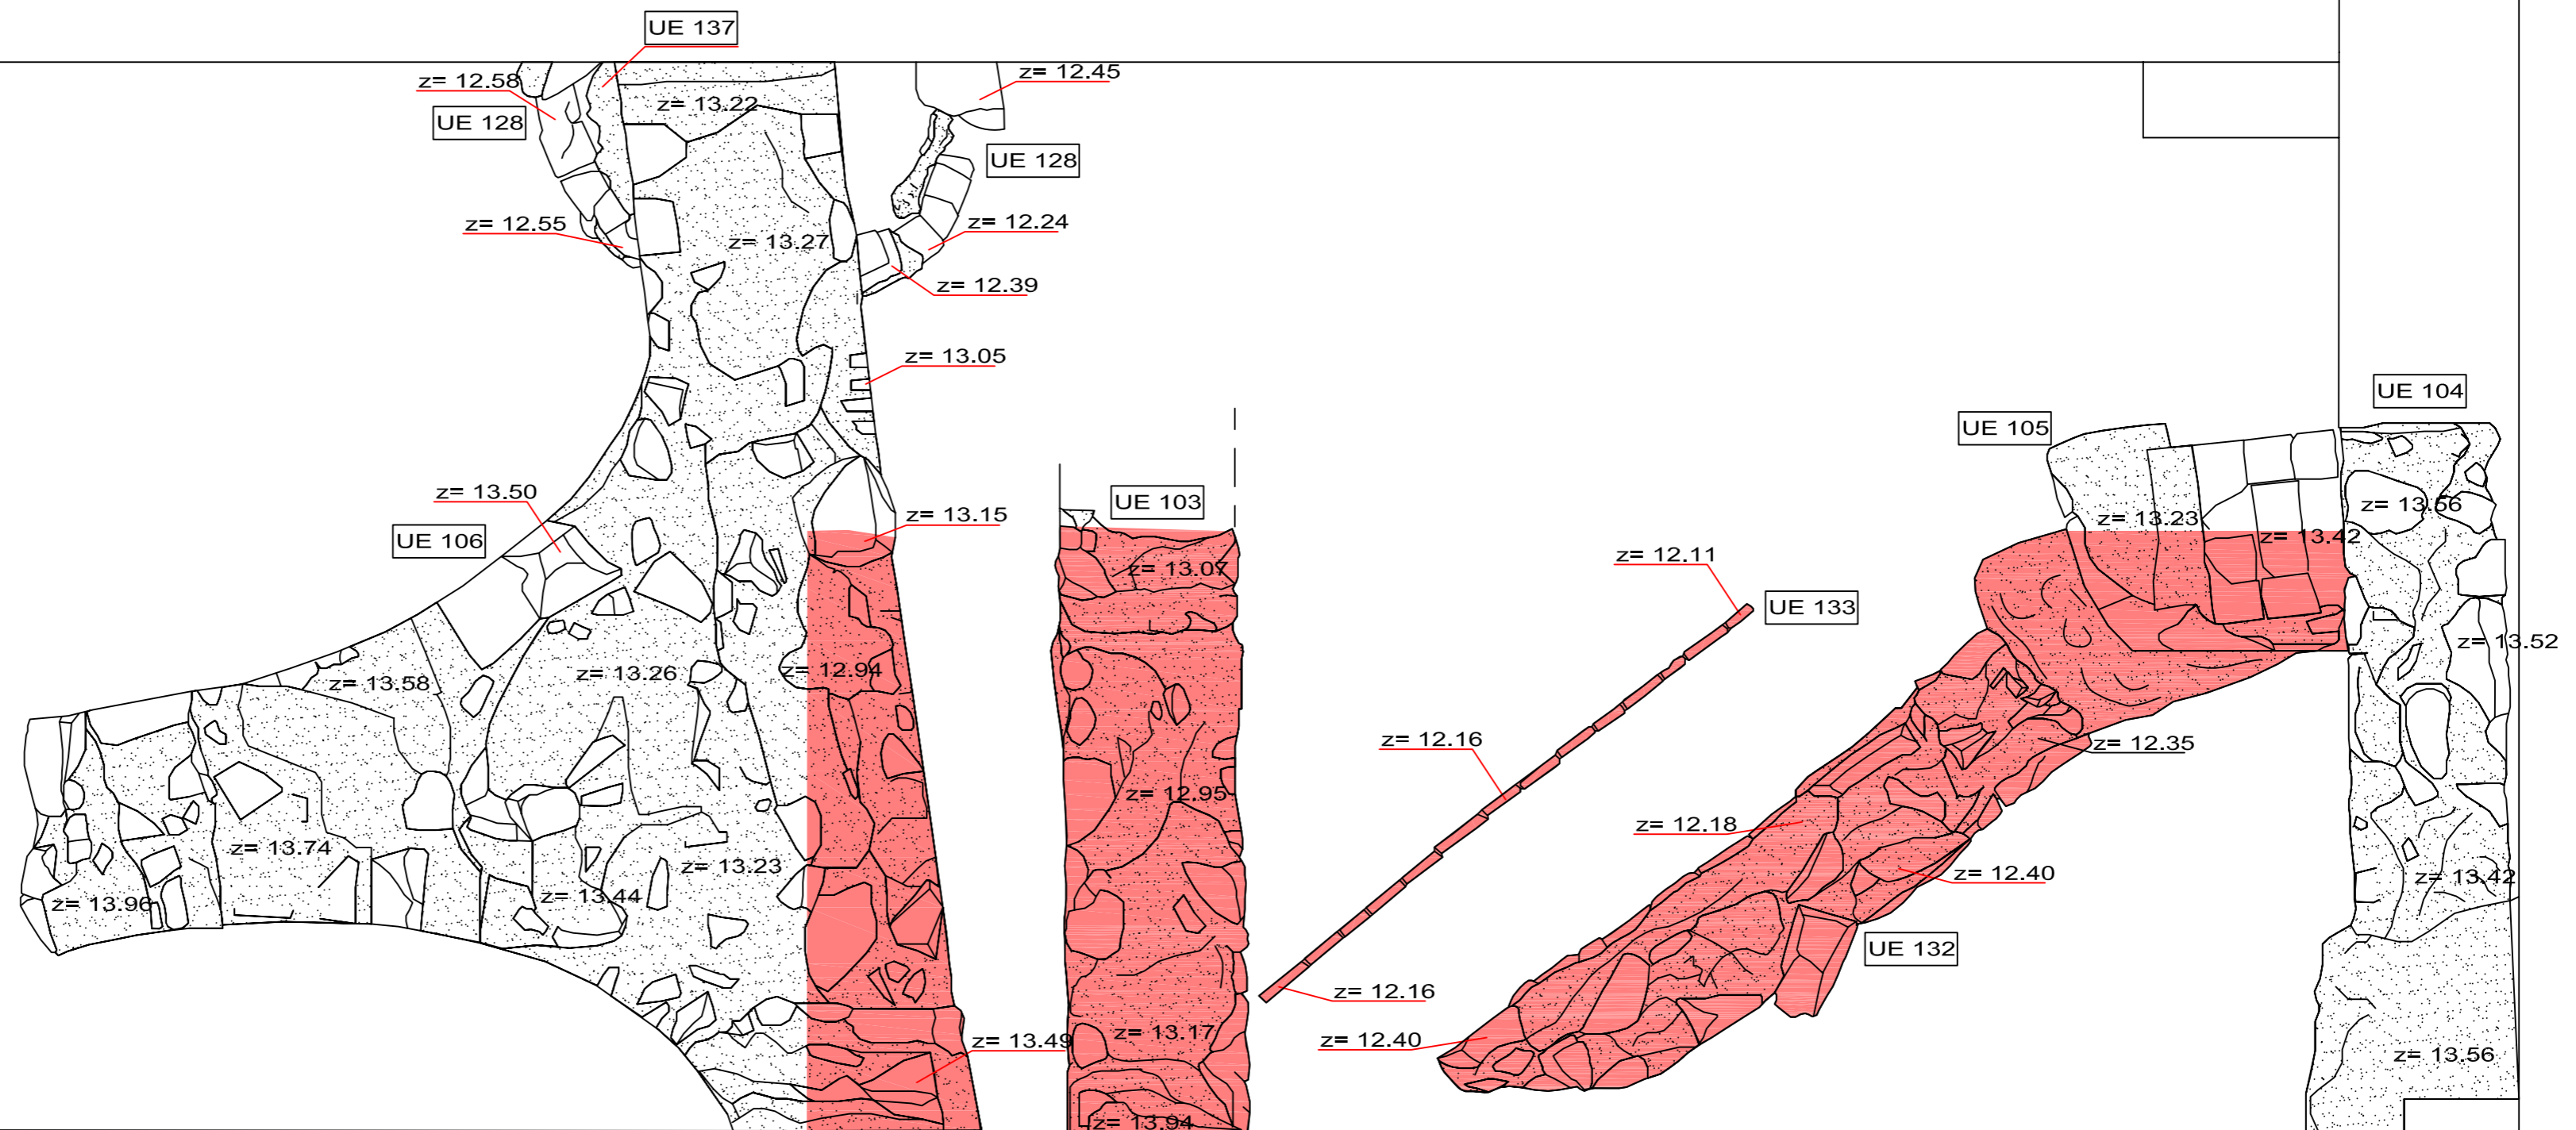 UE 137
z= 12.58
z= 12.45
z= 13.22
UE 128
UE 128
z= 12.55
z= 13.27
z= 12.24
z= 12.39
z= 13.05
UE 104
UE 105
z= 13.50
UE 103
z= 13.56
z= 13.15
z= 13.23
z= 13.42
UE 106
z= 12.11
z= 13.07
UE 133
z= 13.52
z= 12.94
z= 13.26
z= 13.58
z= 12.16
z= 12.35
z= 12.95
z= 12.18
z= 13.74
z= 13.23
z= 12.40
z= 13.42
z= 13.44
z= 13.96
UE 132
z= 12.16
z= 13.17
z= 13.49
z= 12.40
z= 13.56
z= 13.94